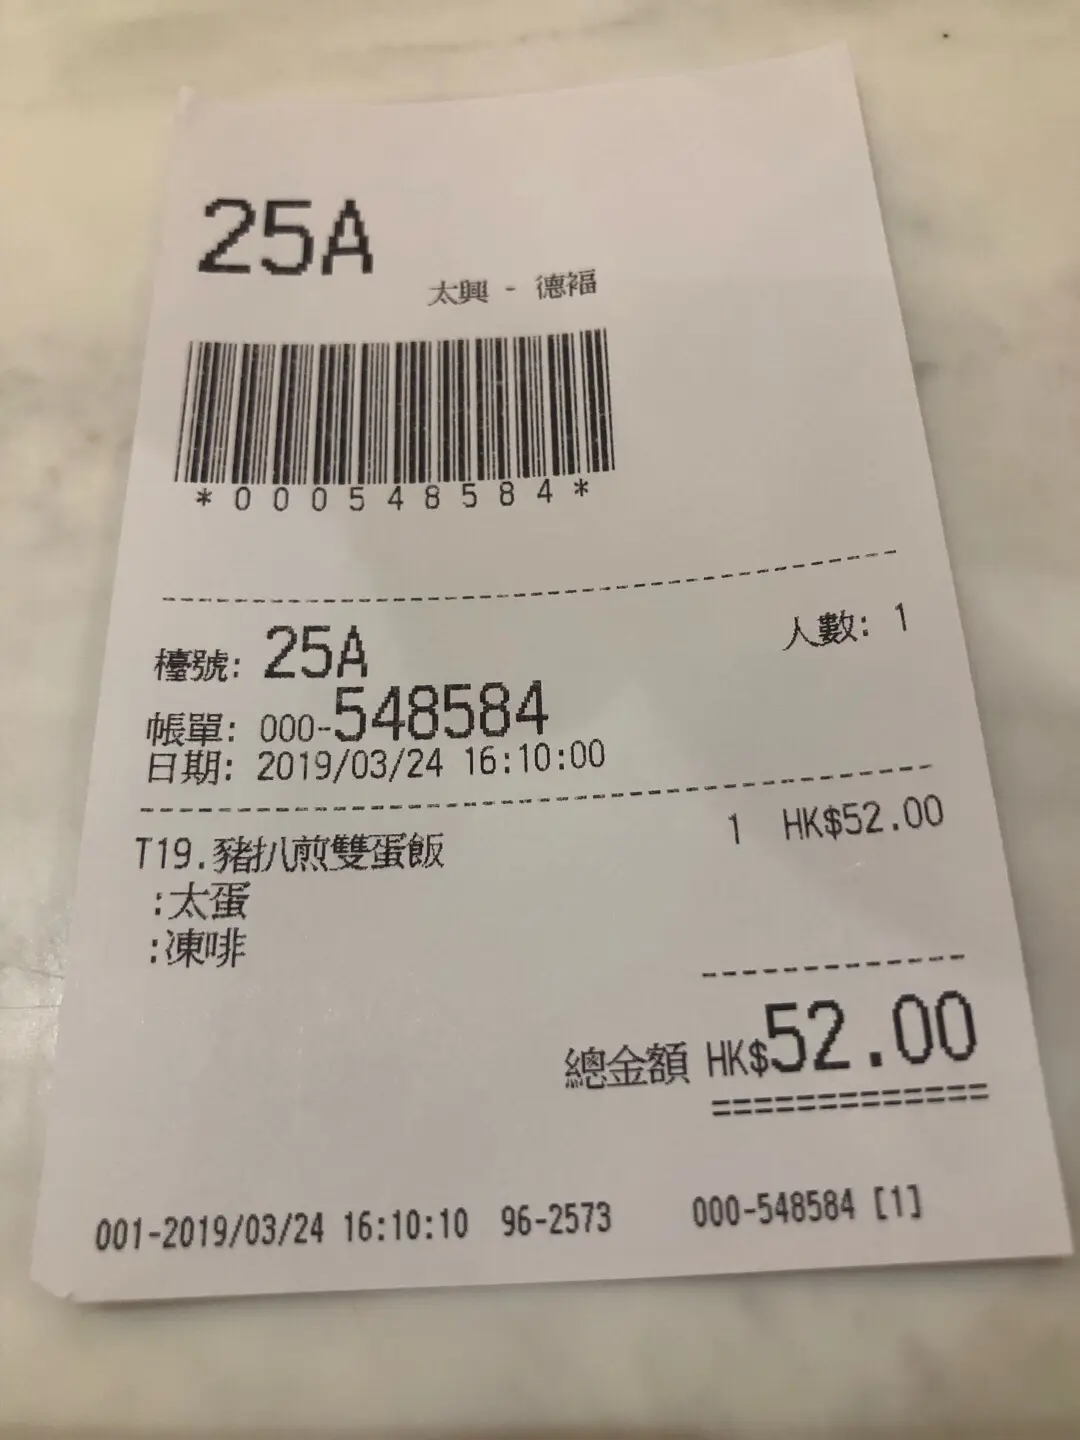 25A
太興 - 德福
*000548584*
檯號: 25A 人數: 1
帳單: 000-548584
日期: 2019/03/24 16:10:00
T19.豬扒煎雙蛋飯 1 HK$52.00
:太蛋
:凍啡
總金額 HK$52.00
============
001-2019/03/24 16:10:10 96-2573 000-548584 [1]